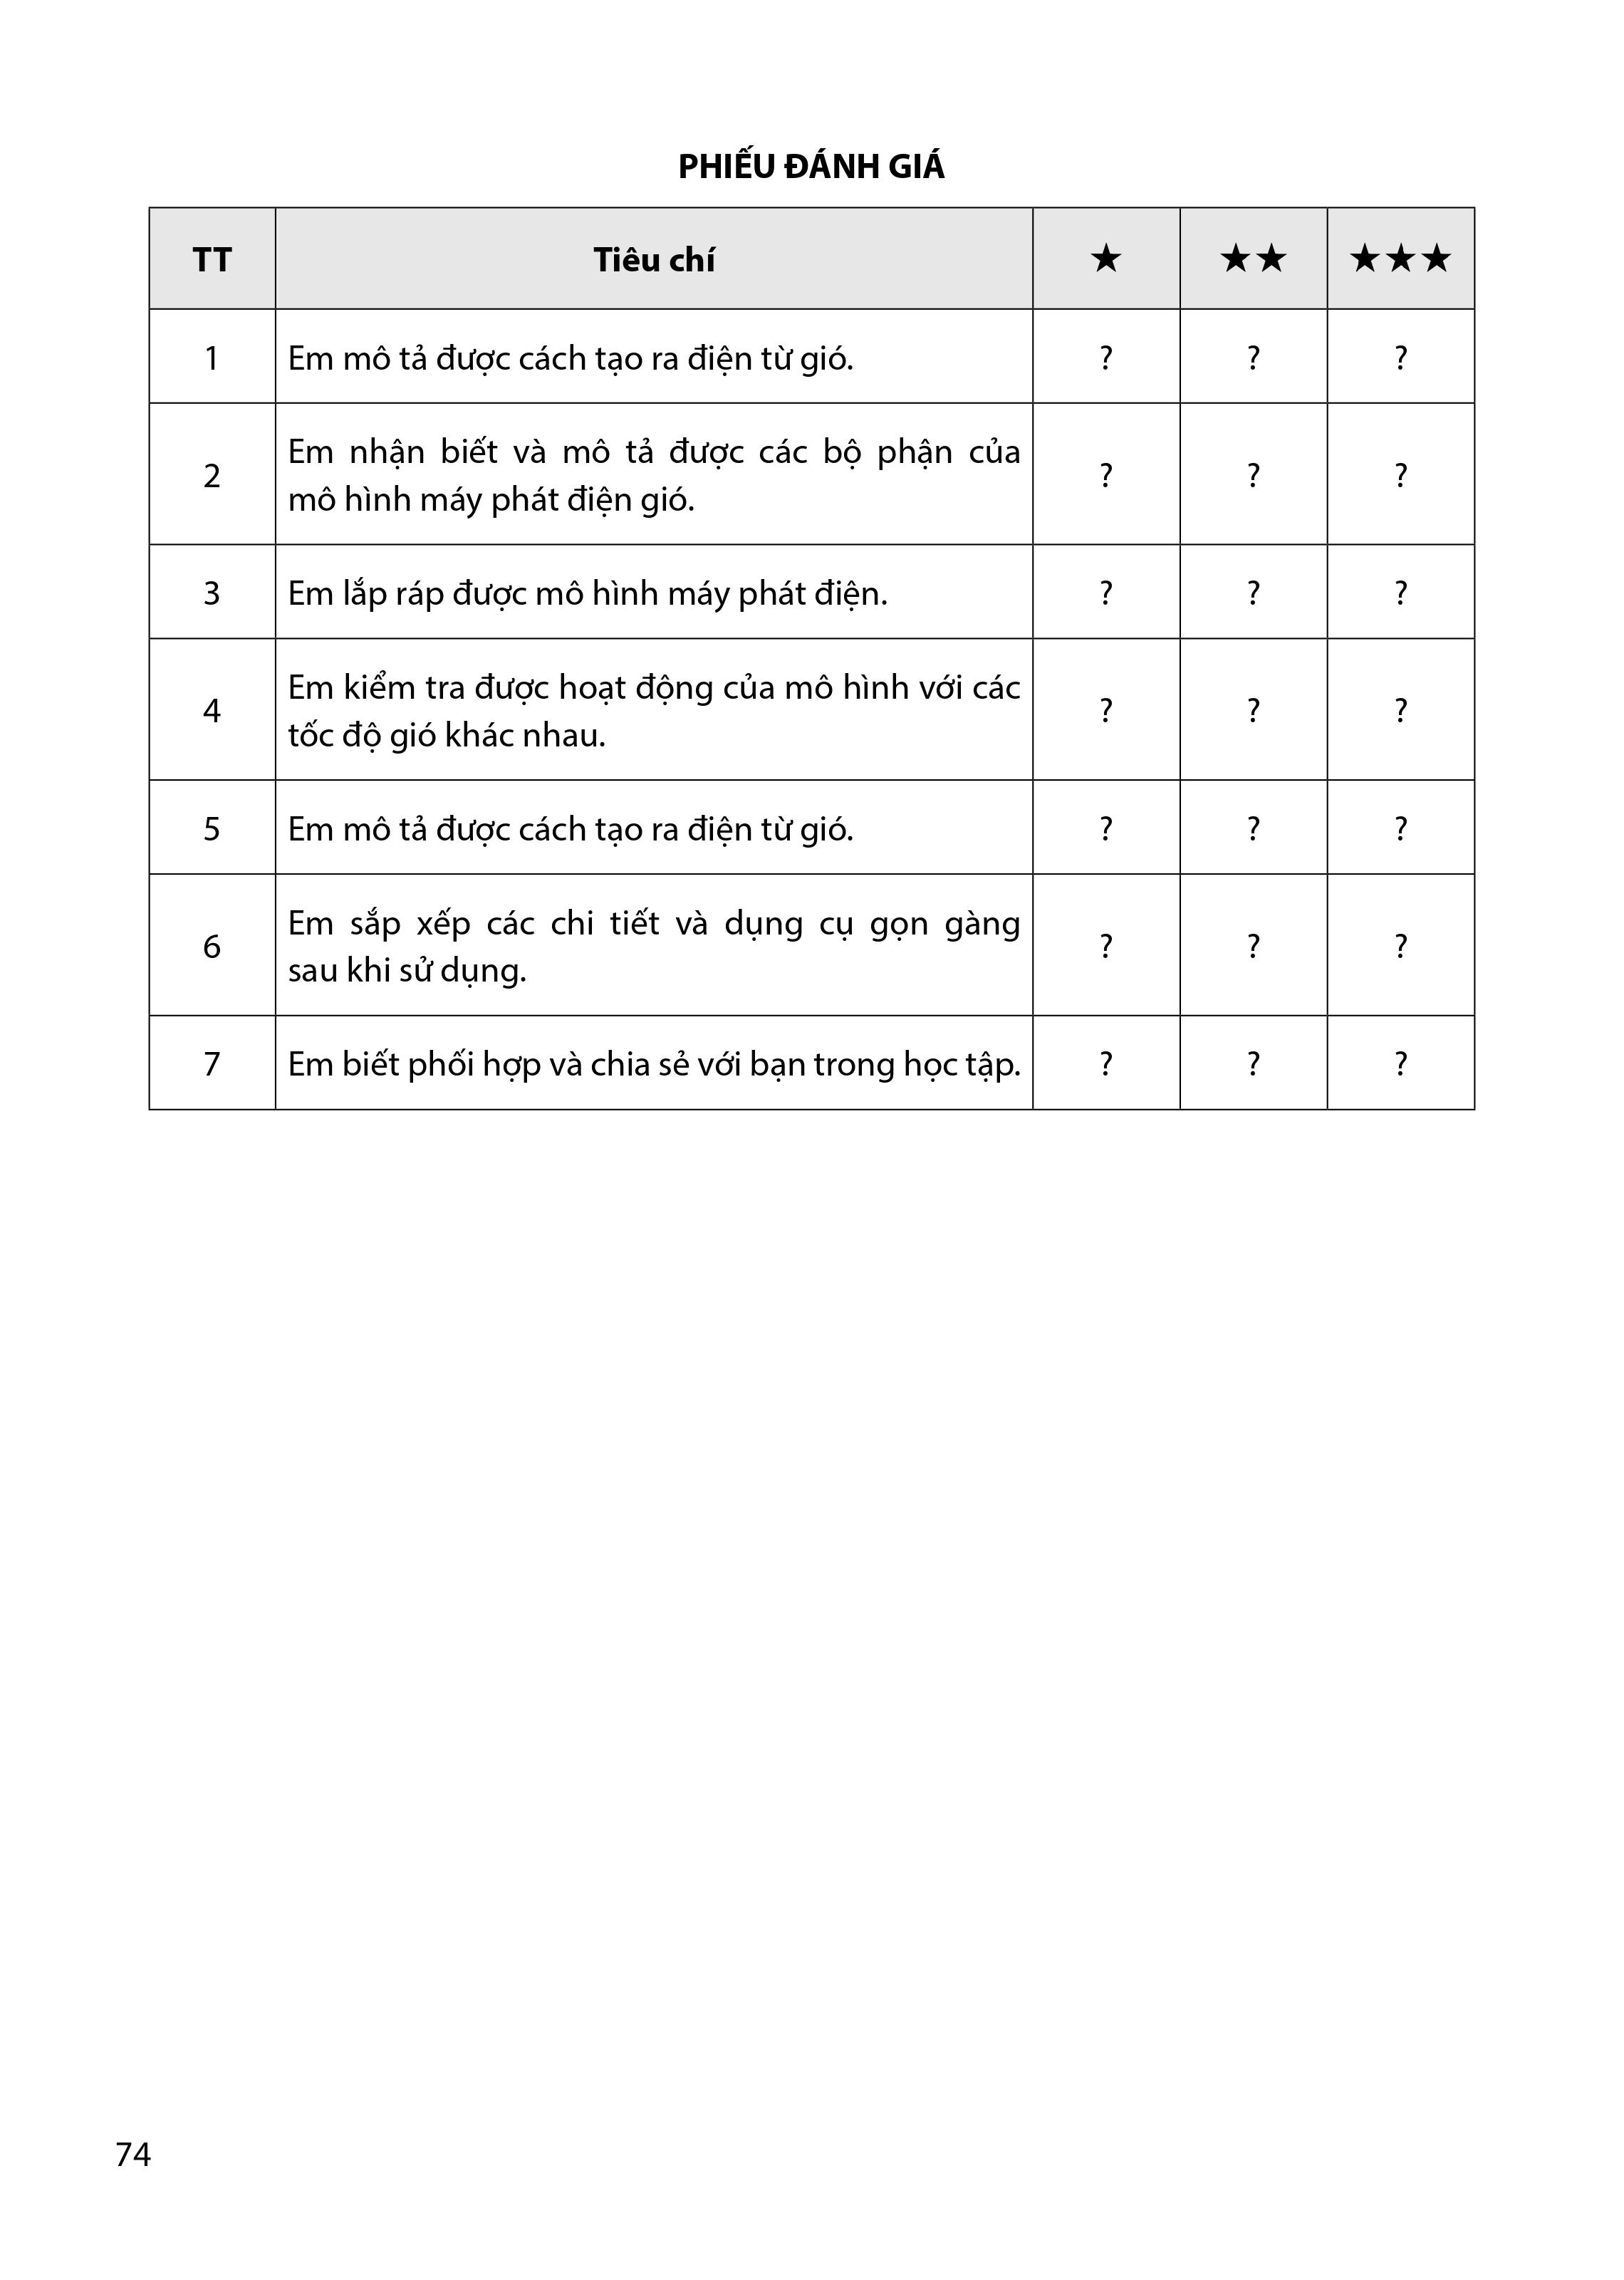 PHIẾU ĐÁNH GIÁ
TT Tiêu chí ★ ★★ ★★★
1 Em mô tả được cách tạo ra điện từ gió. ? ? ?
2 Em nhận biết và mô tả được các bộ phận của
mô hình máy phát điện gió. ? ? ?
3 Em lắp ráp được mô hình máy phát điện. ? ? ?
4 Em kiểm tra được hoạt động của mô hình với các
tốc độ gió khác nhau. ? ? ?
5 Em mô tả được cách tạo ra điện từ gió. ? ? ?
6 Em sắp xếp các chi tiết và dụng cụ gọn gàng
sau khi sử dụng. ? ? ?
7 Em biết phối hợp và chia sẻ với bạn trong học tập. ? ? ?
74